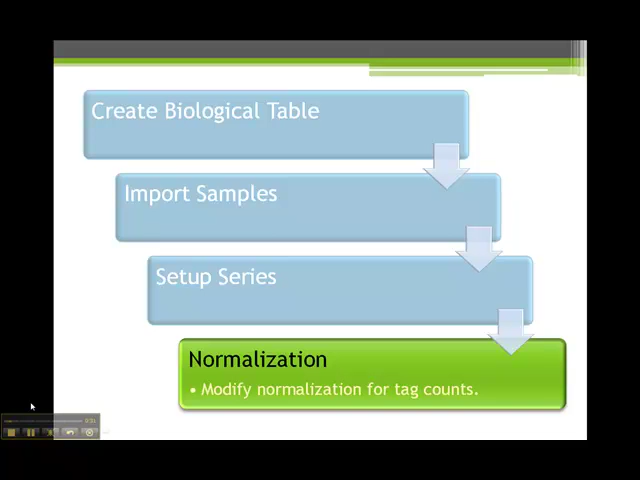 Create Biological Table
Import Samples
Setup Series
Normalization
• Modify normalization for tag counts.